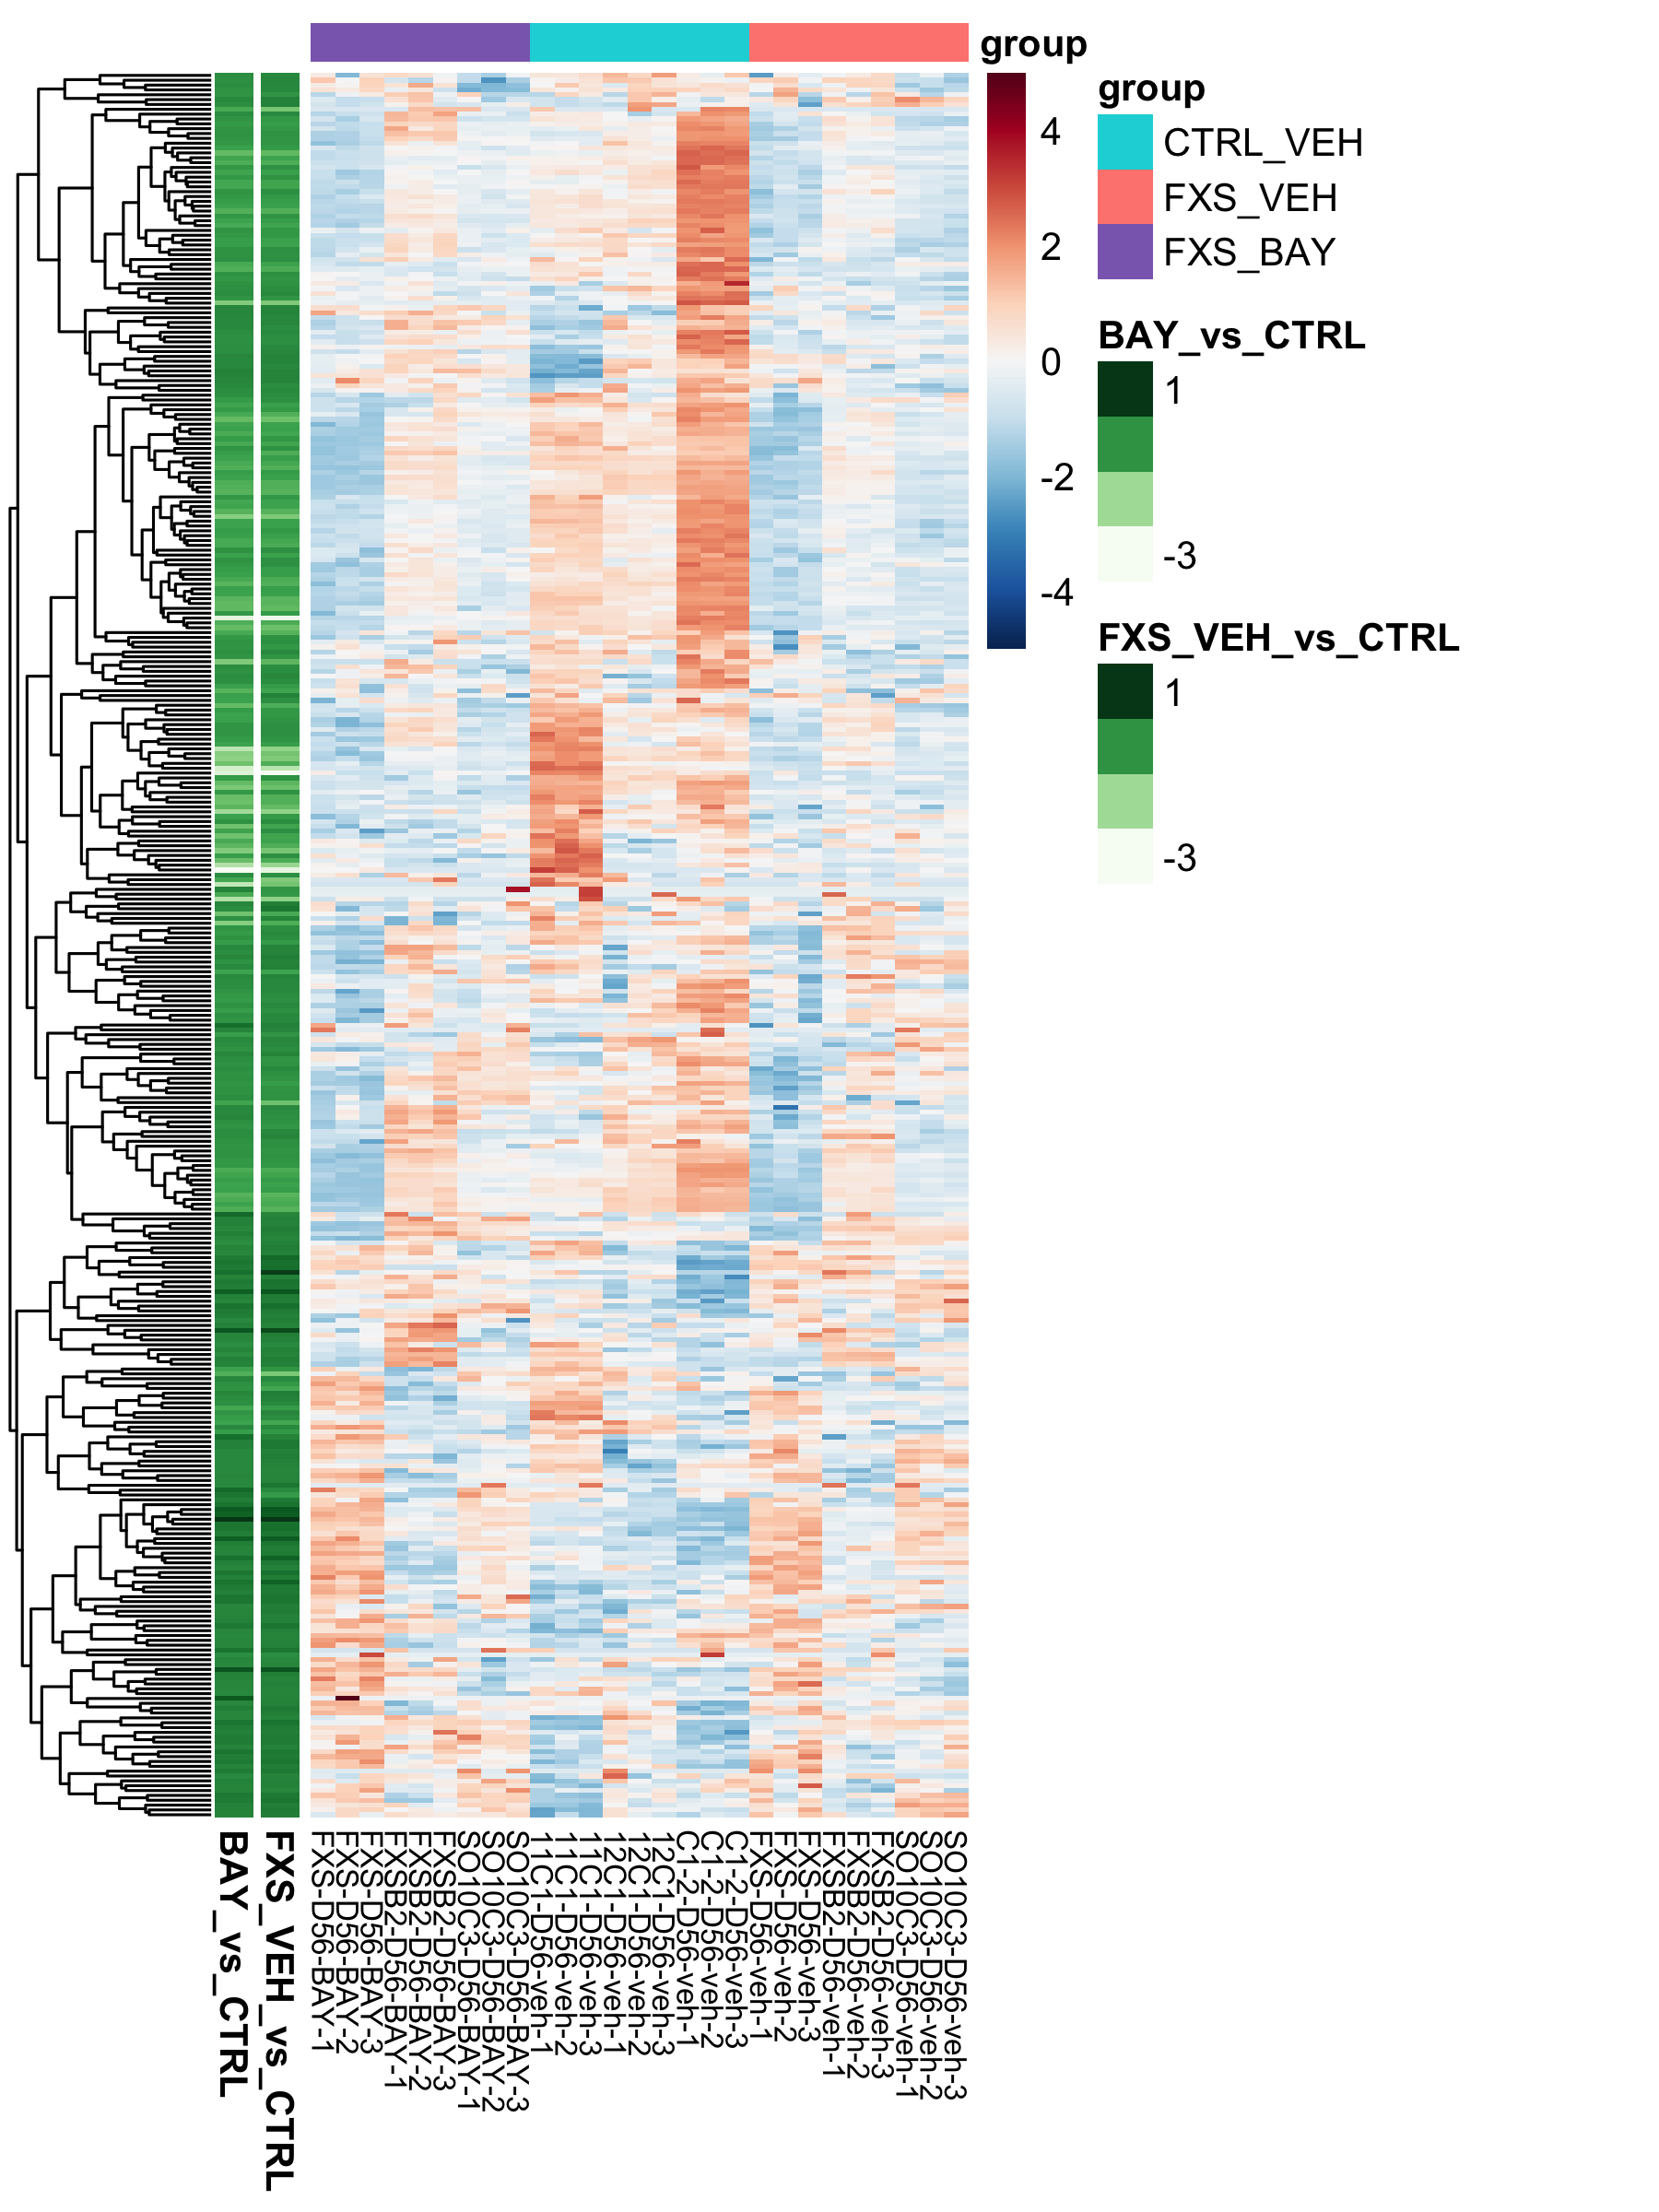 group
group
CTRL_VEH
FXS_VEH
FXS_BAY
4
2
0
-2
-4
BAY_vs_CTRL
1
-3
FXS_VEH_vs_CTRL
1
-3
BAY_vs_CTRL
FXS_VEH_vs_CTRL
FXS-D56-BAY-1
FXS-D56-BAY-2
FXS-D56-BAY-3
FXSB2-D56-BAY-1
FXSB2-D56-BAY-2
FXSB2-D56-BAY-3
SO10C3-D56-BAY-1
SO10C3-D56-BAY-2
SO10C3-D56-BAY-3
11C1-D56-veh-1
11C1-D56-veh-2
11C1-D56-veh-3
12C1-D56-veh-1
12C1-D56-veh-2
12C1-D56-veh-3
C1-2-D56-veh-1
C1-2-D56-veh-2
C1-2-D56-veh-3
FXS-D56-veh-1
FXS-D56-veh-2
FXS-D56-veh-3
FXSB2-D56-veh-1
FXSB2-D56-veh-2
FXSB2-D56-veh-3
SO10C3-D56-veh-1
SO10C3-D56-veh-2
SO10C3-D56-veh-3